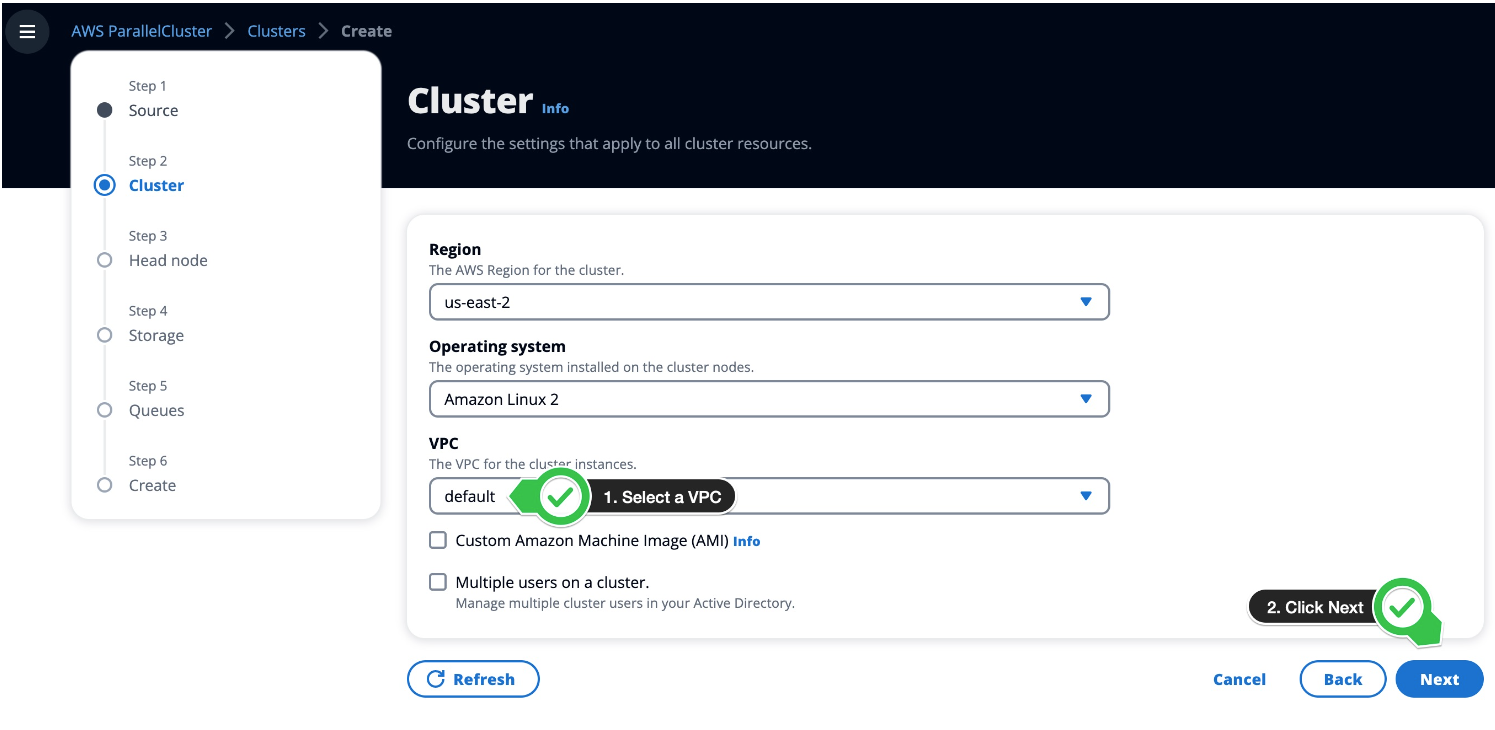 AWS ParallelCluster > Clusters > Create
Step 1
Source
Step 2
Cluster
Step 3
Head node
Step 4
Storage
Step 5
Queues
Step 6
Create
Cluster Info
Configure the settings that apply to all cluster resources.
Region
The AWS Region for the cluster.
us-east-2
Operating system
The operating system installed on the cluster nodes.
Amazon Linux 2
VPC
The VPC for the cluster instances.
default
1. Select a VPC
Custom Amazon Machine Image (AMI) Info
Multiple users on a cluster.
Manage multiple cluster users in your Active Directory.
2. Click Next
Refresh
Cancel
Back
Next